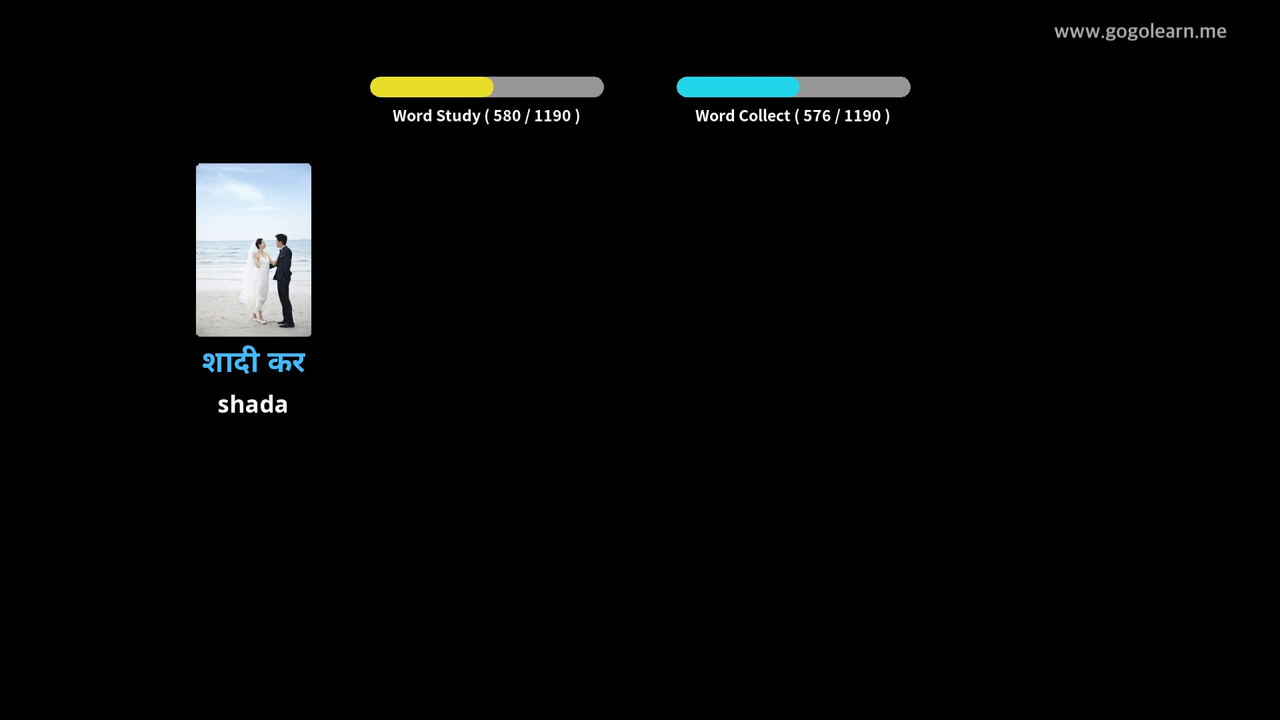 www.gogolearn.me
Word Study ( 580 / 1190 )
Word Collect ( 576 / 1190 )
शादी कर
shada